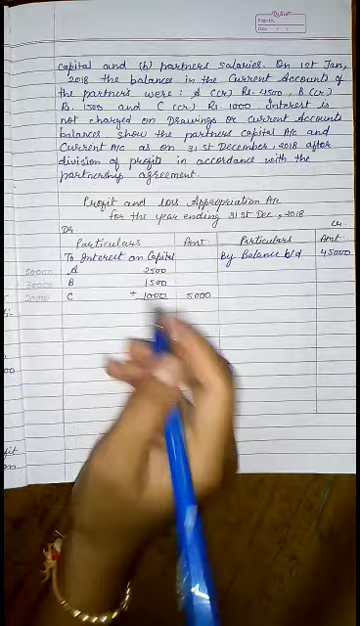 capital and (b) partners salaries. On 1st Jan,
2018 the balance in the Current Accounts of
the partners were : A (cr) Rs. 4500, B (cr)
Rs. 1500 and C (cr) Rs. 1000 interest is
not charged on Drawings or current Accounts
balances show the partners capital A/c and
Current A/c as on 31st December, 2018 after
division of profit in accordance with the
partnership agreement.
Profit and loss Appropriation A/c
for the year ending 31st Dec, 2018
Dr. Cr.
Particulars Amt Particulars Amt
To Interest on Capital By Balance b/d 45000
50000 A 2500
30000 B 1500
20000 C + 1000 5000